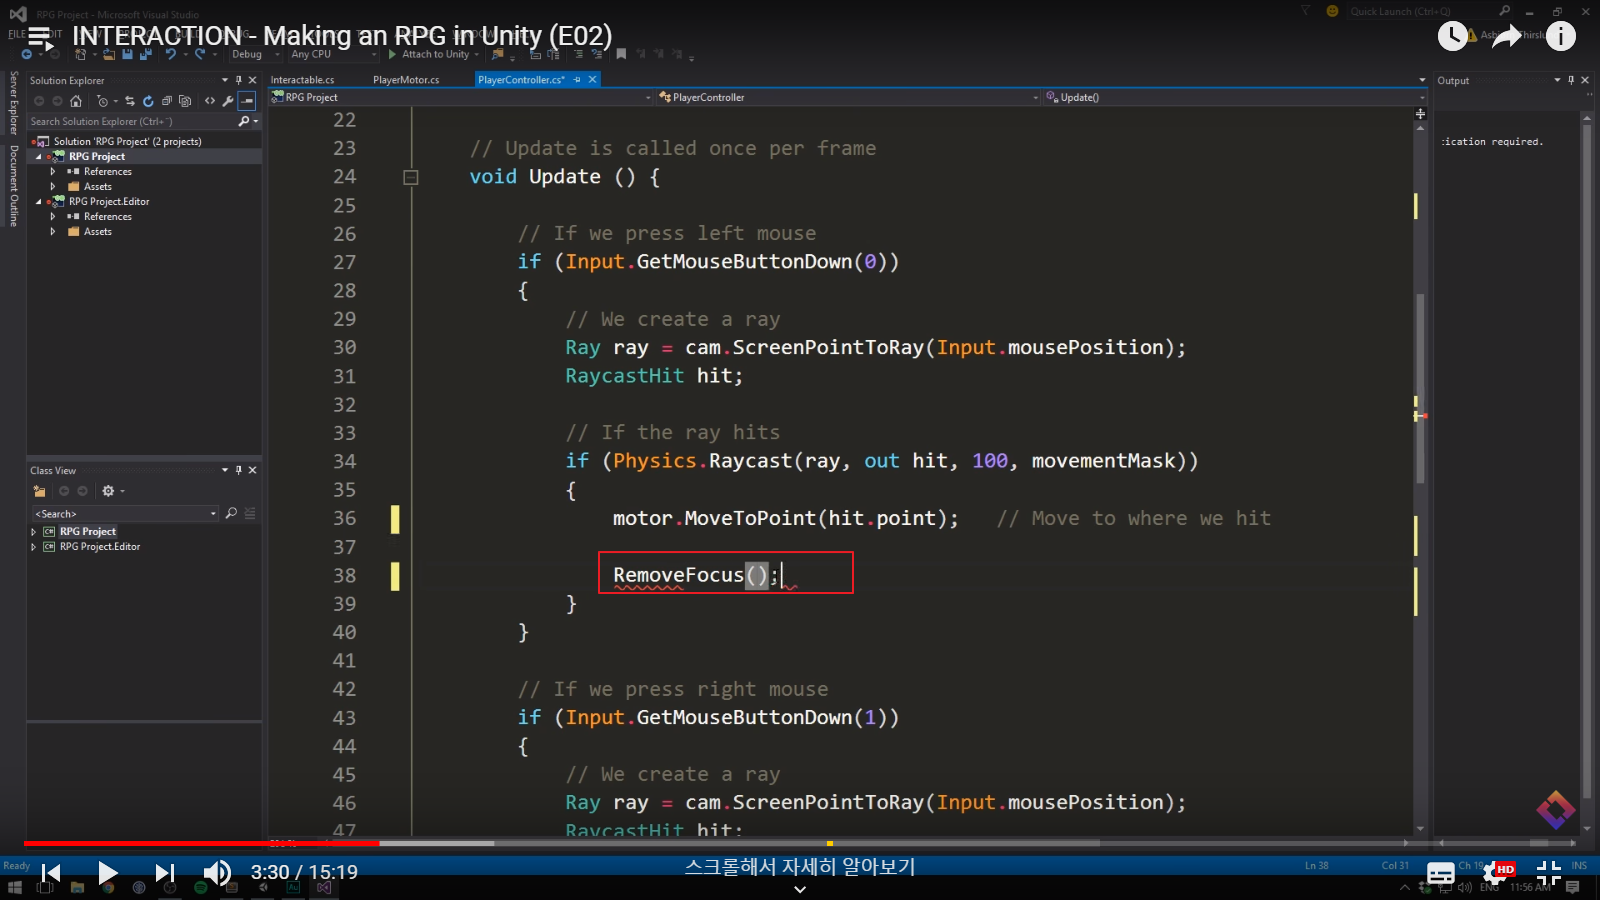 RPG Project - Microsoft Visual Studio
Quick Launch (Ctrl+Q)
INTERACTION - Making an RPG in Unity (E02)
FILE
Debug
Any CPU
Attach to Unity
Server Explorer
Document Outline
Solution Explorer
Search Solution Explorer (Ctrl+¨)
Solution 'RPG Project' (2 projects)
RPG Project
References
Assets
RPG Project.Editor
References
Assets
Class View
<Search>
RPG Project
RPG Project.Editor
Interactable.cs
PlayerMotor.cs
PlayerController.cs*
RPG Project
PlayerController
Update()
22
23 // Update is called once per frame
24 void Update () {
25
26 // If we press left mouse
27 if (Input.GetMouseButtonDown(0))
28 {
29 // We create a ray
30 Ray ray = cam.ScreenPointToRay(Input.mousePosition);
31 RaycastHit hit;
32
33 // If the ray hits
34 if (Physics.Raycast(ray, out hit, 100, movementMask))
35 {
36 motor.MoveToPoint(hit.point); // Move to where we hit
37
38 RemoveFocus();
39 }
40 }
41
42 // If we press right mouse
43 if (Input.GetMouseButtonDown(1))
44 {
45 // We create a ray
46 Ray ray = cam.ScreenPointToRay(Input.mousePosition);
47 RaycastHit hit;
Output
:ication required.
Ready
3:30 / 15:19
스크롤해서 자세히 알아보기
Ln 38
Col 31
Ch 19
HD
INS
ENG
11:56 AM